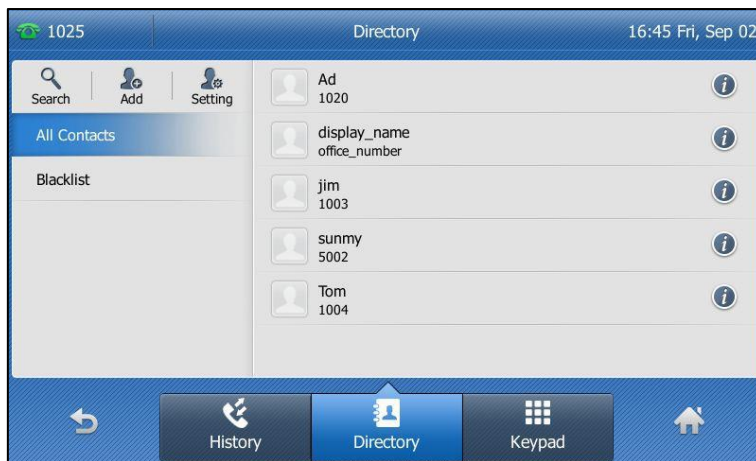 1025 Directory 16:45 Fri, Sep 02
Search Add Setting
All Contacts
Blacklist
Ad
1020
display_name
office_number
jim
1003
sunmy
5002
Tom
1004
History Directory Keypad